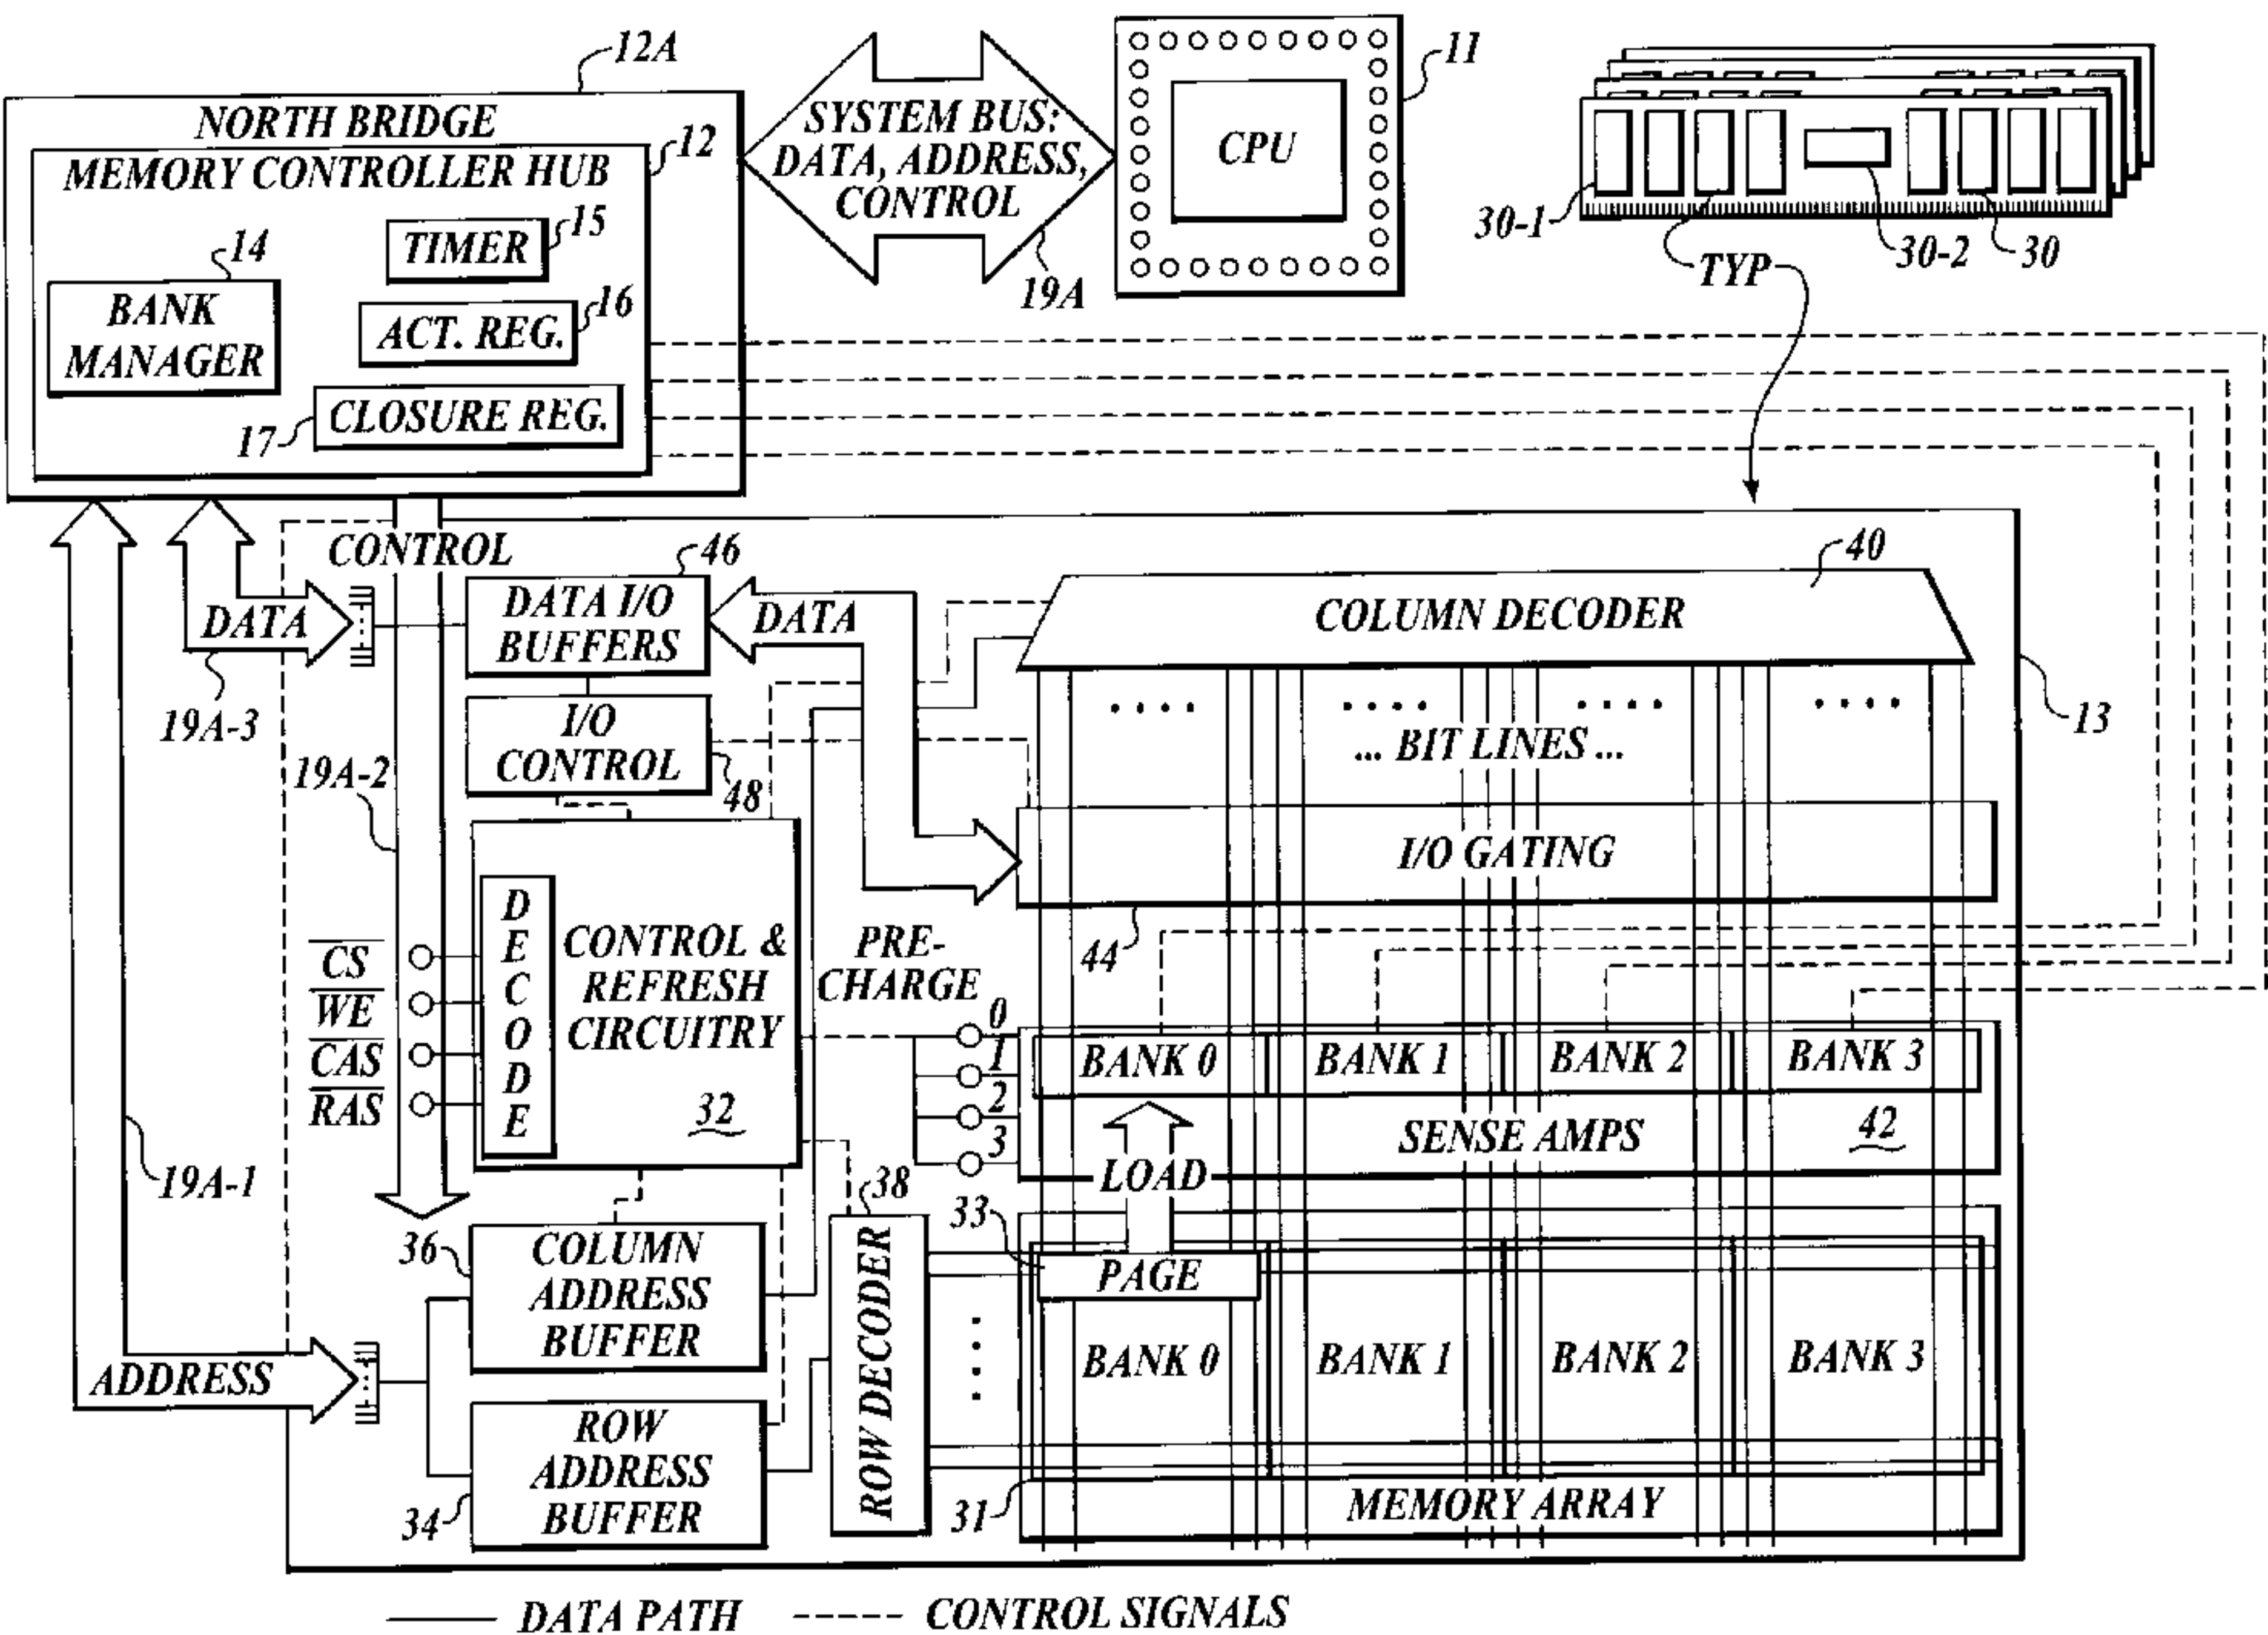 12A
NORTH BRIDGE
MEMORY CONTROLLER HUB
12
15
TIMER
14
BANK
MANAGER
16
ACT. REG.
17
CLOSURE REG.
SYSTEM BUS:
DATA, ADDRESS,
CONTROL
19A
11
CPU
30-1
TYP
30-2
30
CONTROL
DATA
19A-3
19A-2
19A-1
46
DATA I/O
BUFFERS
DATA
I/O
CONTROL
48
40
COLUMN DECODER
13
... BIT LINES ...
I/O GATING
44
CS
WE
CAS
RAS
DECODE
CONTROL &
REFRESH
CIRCUITRY
32
PRE-
CHARGE
0
1
2
3
BANK 0
BANK 1
BANK 2
BANK 3
SENSE AMPS
42
LOAD
36
COLUMN
ADDRESS
BUFFER
38
ROW DECODER
33
PAGE
ADDRESS
34
ROW
ADDRESS
BUFFER
BANK 0
BANK 1
BANK 2
BANK 3
31
MEMORY ARRAY
DATA PATH
CONTROL SIGNALS